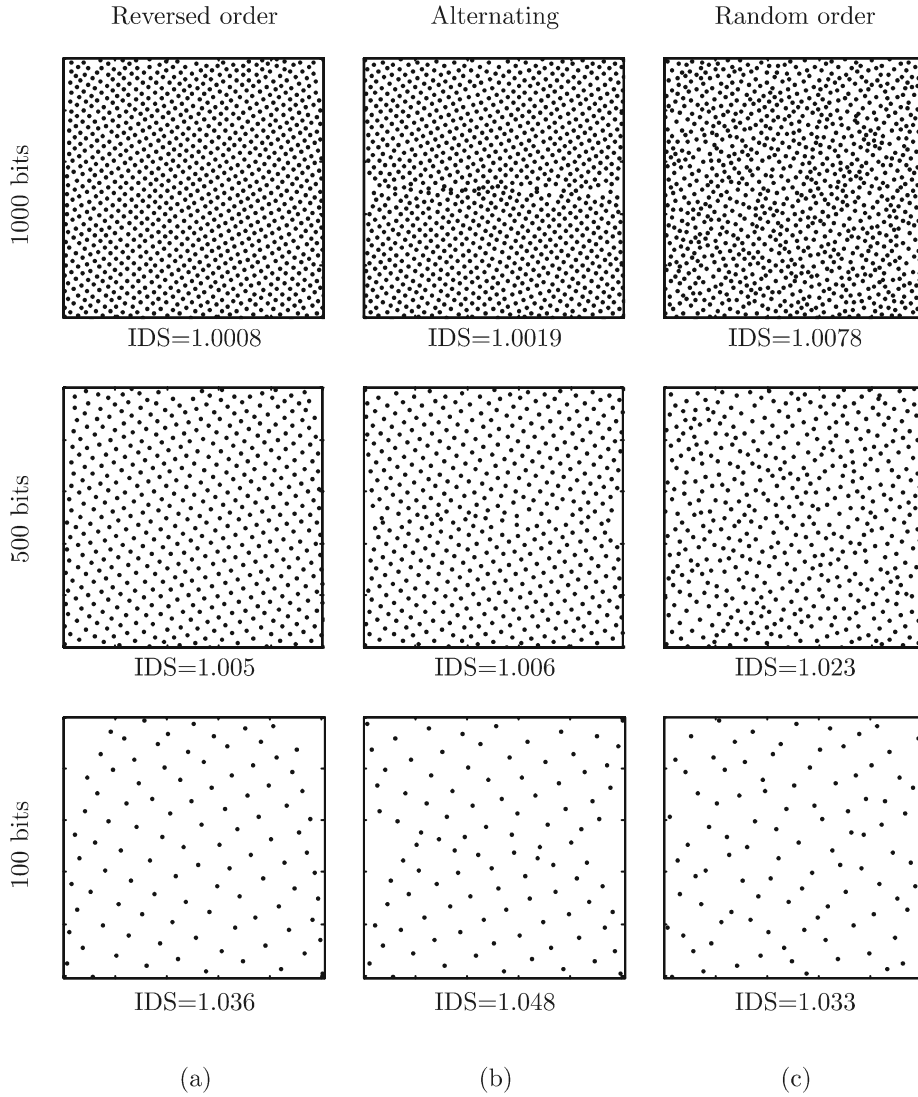 Reversed order Alternating Random order
1000 bits
IDS=1.0008 IDS=1.0019 IDS=1.0078
500 bits
IDS=1.005 IDS=1.006 IDS=1.023
100 bits
IDS=1.036 IDS=1.048 IDS=1.033
(a) (b) (c)